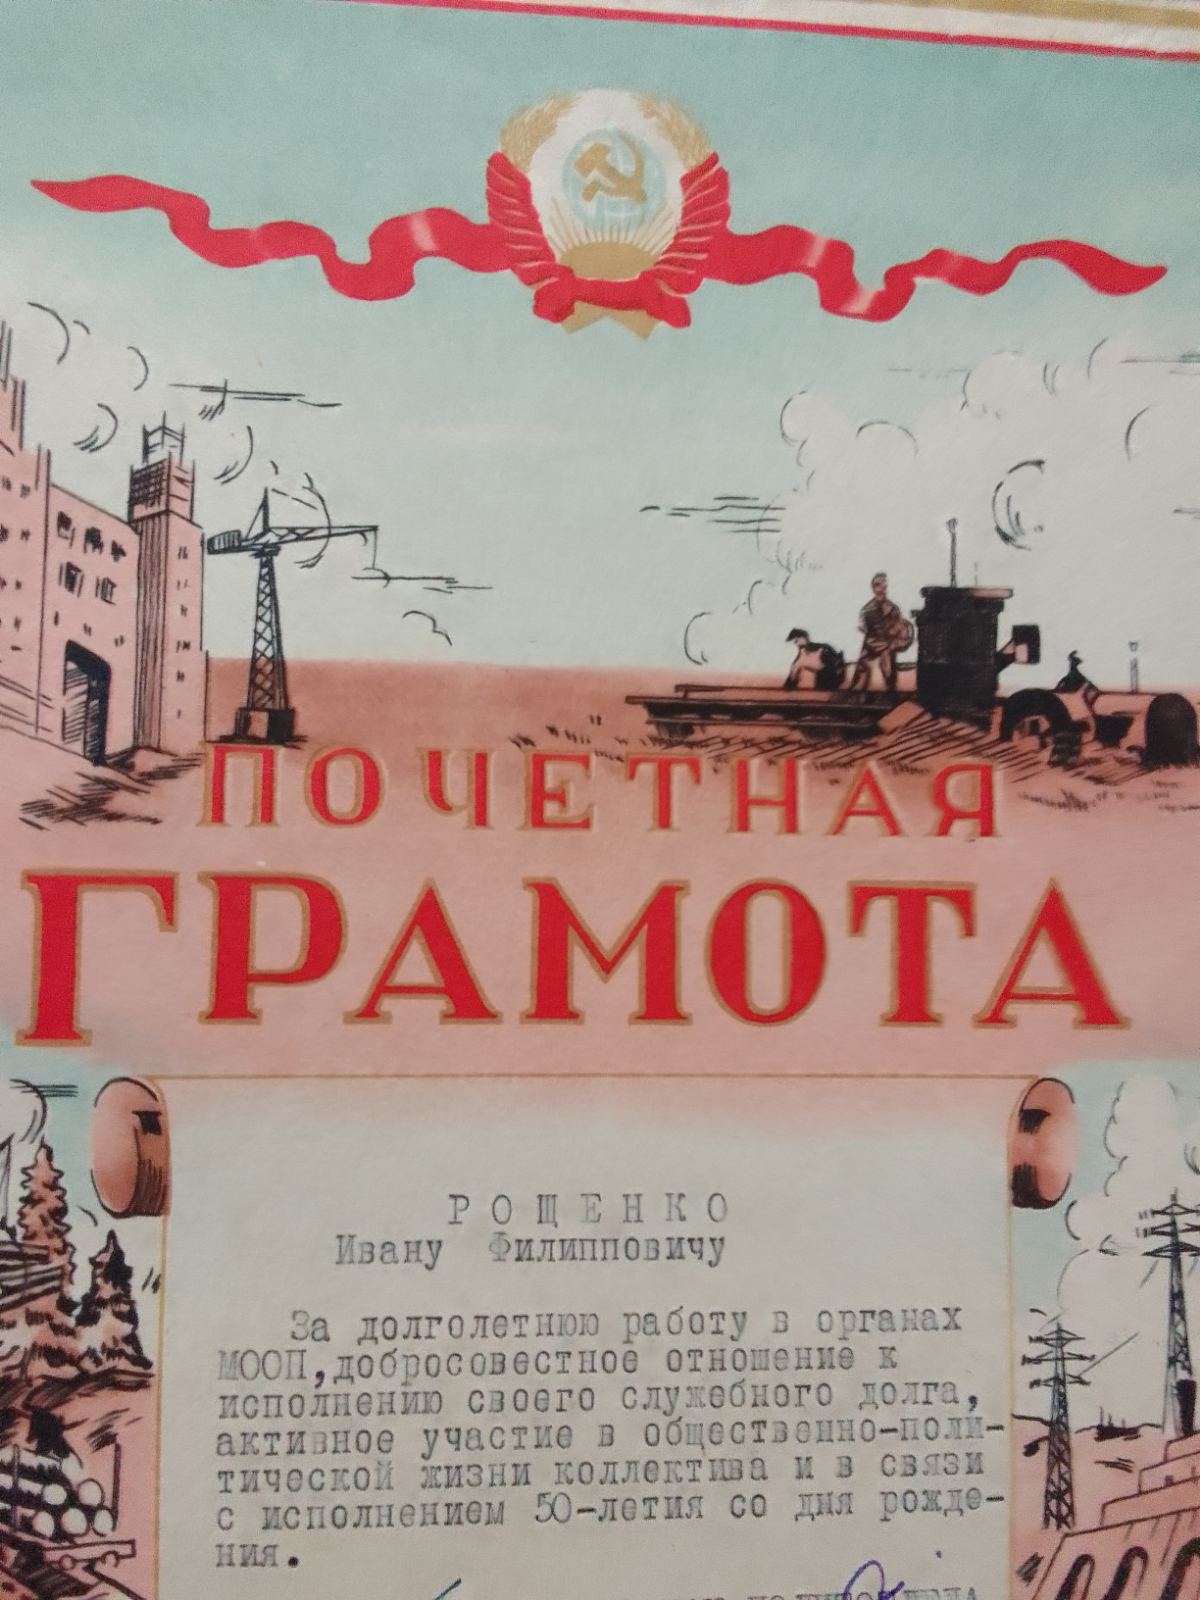 ПОЧЕТНАЯ
ГРАМОТА
РОЩЕНКО
Ивану Филипповичу
За долголетнюю работу в органах
МООП,добросовестное отношение к
исполнению своего служебного долга,
активное участие в общественно-поли-
тической жизни коллектива и в связи
с исполнением 50-летия со дня рожде-
ния.